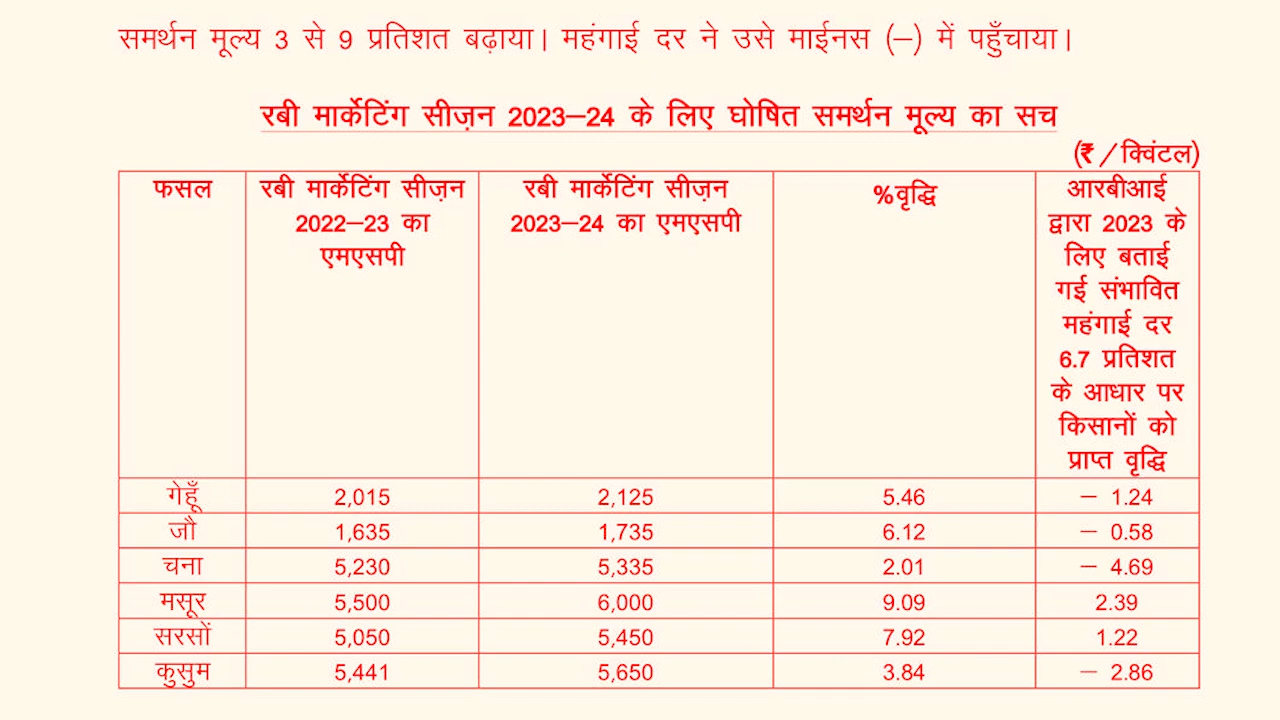 समर्थन मूल्य 3 से 9 प्रतिशत बढ़ाया। महंगाई दर ने उसे माईनस (–) में पहुँचाया।
रबी मार्केटिंग सीज़न 2023–24 के लिए घोषित समर्थन मूल्य का सच
(₹/क्विंटल)
फसल रबी मार्केटिंग सीज़न 2022–23 का एमएसपी रबी मार्केटिंग सीज़न 2023–24 का एमएसपी %वृद्धि आरबीआई द्वारा 2023 के लिए बताई गई संभावित महंगाई दर 6.7 प्रतिशत के आधार पर किसानों को प्राप्त वृद्धि
गेहूँ 2,015 2,125 5.46 – 1.24
जौ 1,635 1,735 6.12 – 0.58
चना 5,230 5,335 2.01 – 4.69
मसूर 5,500 6,000 9.09 2.39
सरसों 5,050 5,450 7.92 1.22
कुसुम 5,441 5,650 3.84 – 2.86